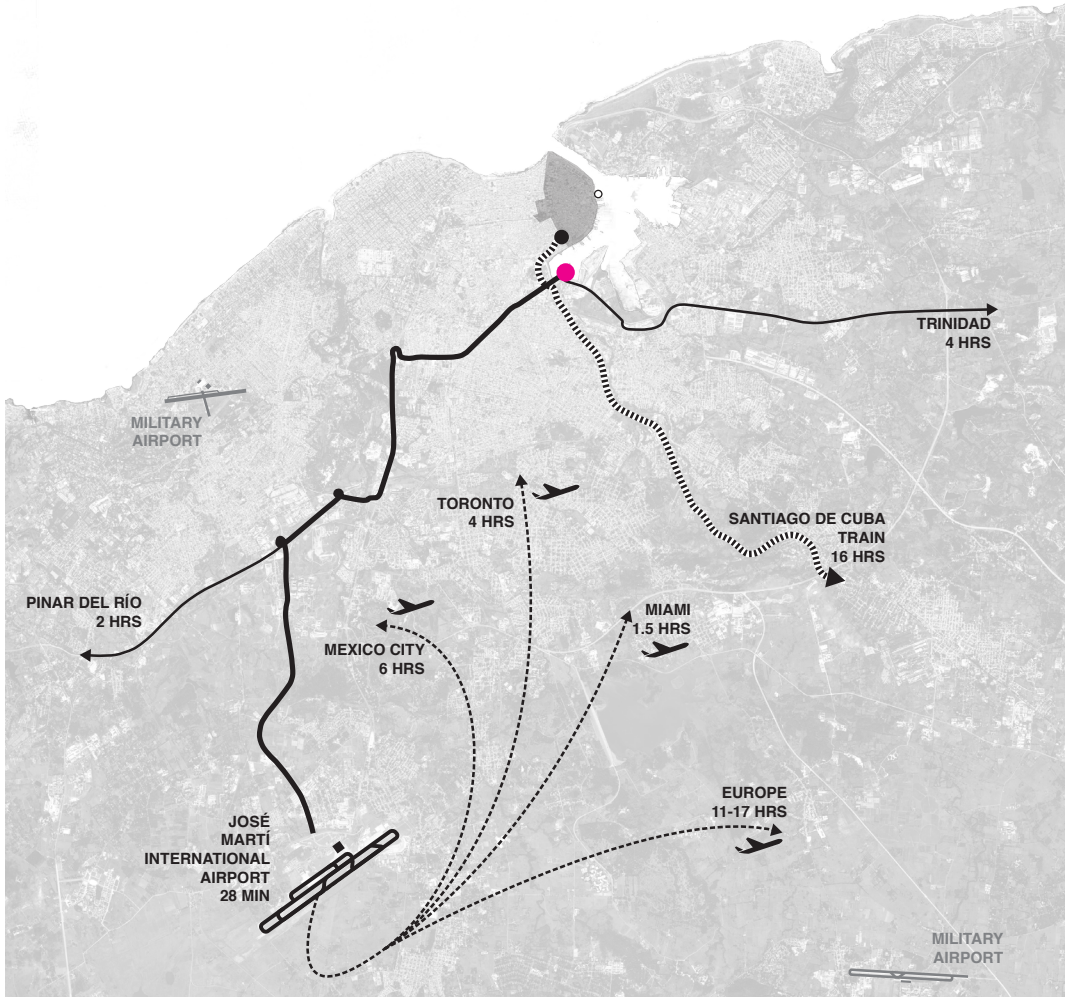 TRINIDAD
4 HRS
MILITARY
AIRPORT
TORONTO
4 HRS
SANTIAGO DE CUBA
TRAIN
16 HRS
PINAR DEL RÍO
2 HRS
MEXICO CITY
6 HRS
MIAMI
1.5 HRS
EUROPE
11-17 HRS
JOSÉ
MARTÍ
INTERNATIONAL
AIRPORT
28 MIN
MILITARY
AIRPORT